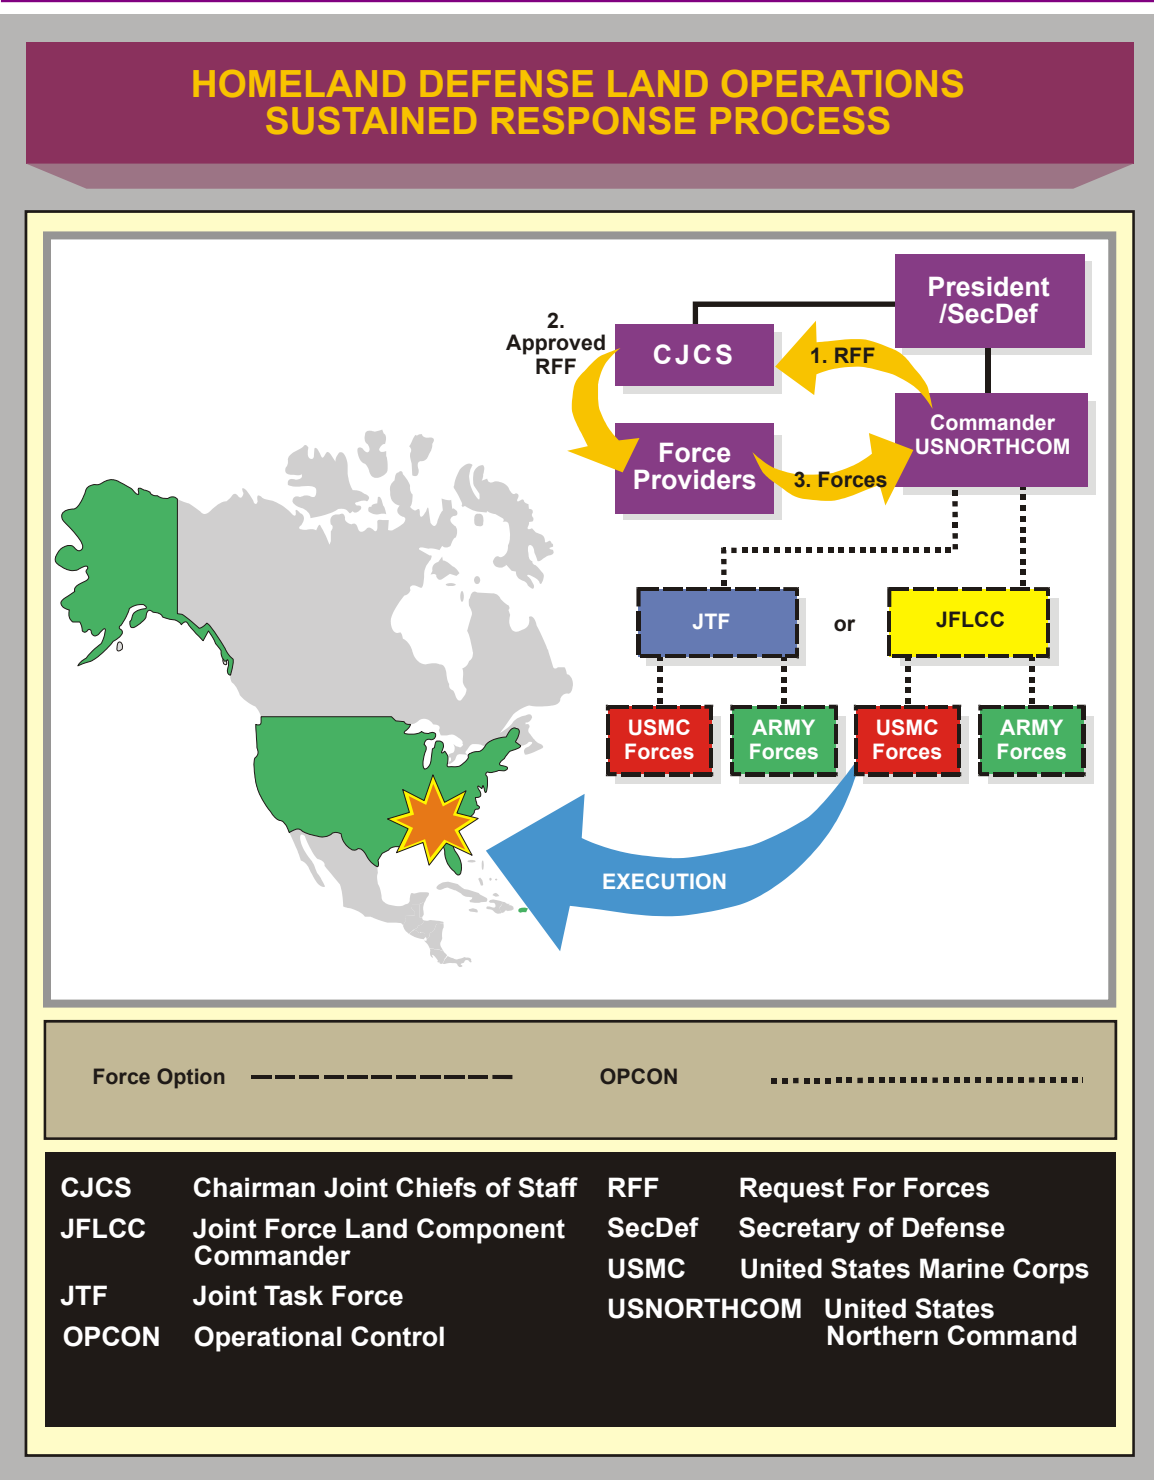 HOMELAND DEFENSE LAND OPERATIONS
SUSTAINED RESPONSE PROCESS
President
/SecDef
2.
Approved
RFF
CJCS
1. RFF
Commander
USNORTHCOM
Force
Providers
3. Forces
JTF
or
JFLCC
USMC
Forces
ARMY
Forces
USMC
Forces
ARMY
Forces
EXECUTION
Force Option
OPCON
CJCS Chairman Joint Chiefs of Staff
JFLCC Joint Force Land Component
Commander
JTF Joint Task Force
OPCON Operational Control
RFF Request For Forces
SecDef Secretary of Defense
USMC United States Marine Corps
USNORTHCOM United States
Northern Command